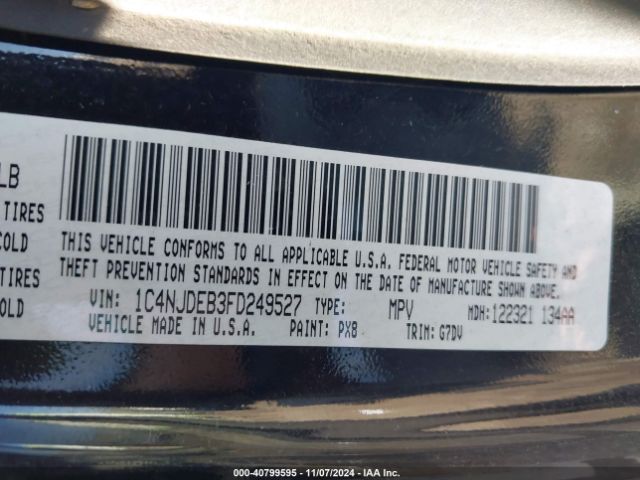 LB
TIRES
COLD
TIRES
COLD
THIS VEHICLE CONFORMS TO ALL APPLICABLE U.S.A. FEDERAL MOTOR VEHICLE SAFETY AND
THEFT PREVENTION STANDARDS IN EFFECT ON THE DATE OF MANUFACTURE SHOWN ABOVE.
VIN: 1C4NJDEB3FD249527 TYPE: MPV MDH: 122321 134AA
VEHICLE MADE IN U.S.A. PAINT: PX8 TRIM: G7DV
000-40799595 - 11/07/2024 - IAA Inc.